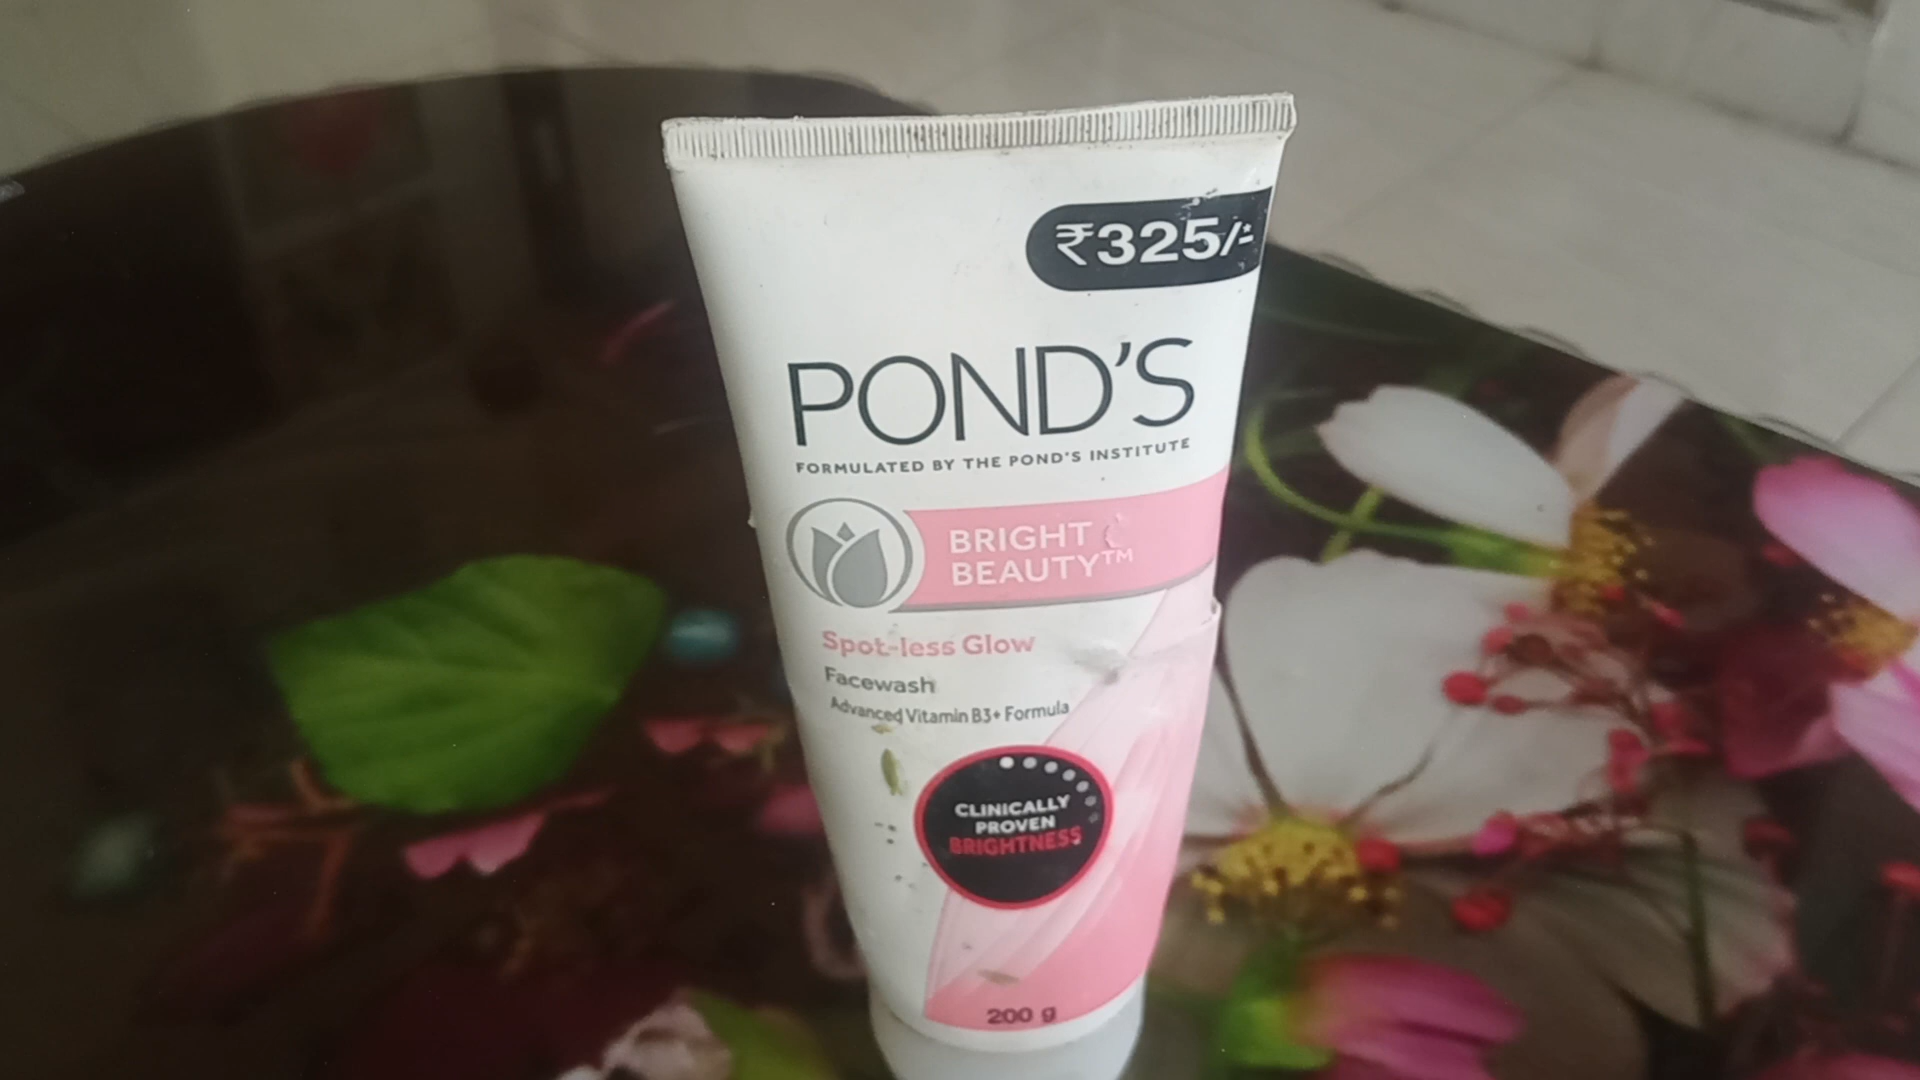 ₹325/-*
POND'S
FORMULATED BY THE POND'S INSTITUTE
BRIGHT
BEAUTY™
Spot-less Glow
Facewash
Advanced Vitamin B3+ Formula
CLINICALLY
PROVEN
BRIGHTNESS
200 g